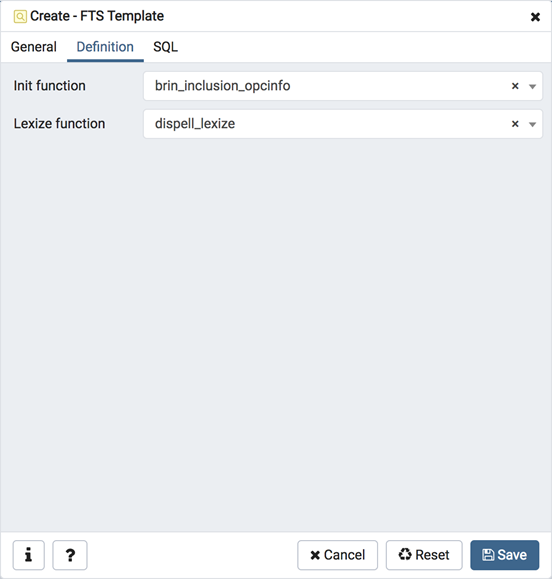 Create - FTS Template
General Definition SQL
Init function brin_inclusion_opcinfo
Lexize function dispell_lexize
i ? Cancel Reset Save